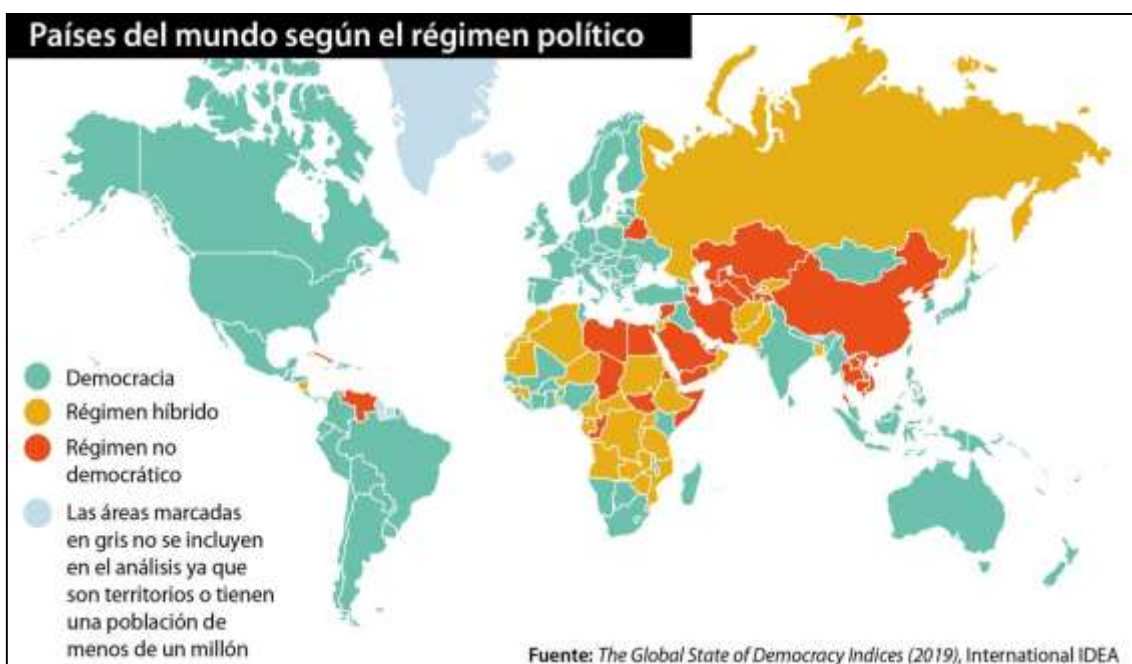 Países del mundo según el régimen político
Democracia
Régimen híbrido
Régimen no
democrático
Las áreas marcadas
en gris no se incluyen
en el análisis ya que
son territorios o tienen
una población de
menos de un millón
Fuente: The Global State of Democracy Indices (2019), International IDEA